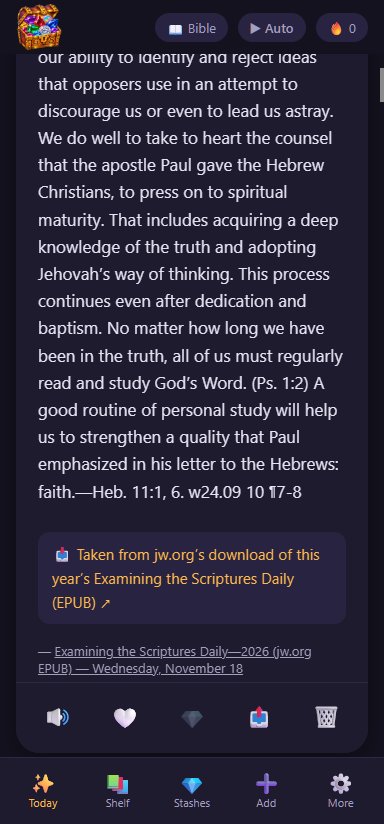 Bible
Auto
0
our ability to identify and reject ideas
that opposers use in an attempt to
discourage us or even to lead us astray.
We do well to take to heart the counsel
that the apostle Paul gave the Hebrew
Christians, to press on to spiritual
maturity. That includes acquiring a deep
knowledge of the truth and adopting
Jehovah’s way of thinking. This process
continues even after dedication and
baptism. No matter how long we have
been in the truth, all of us must regularly
read and study God’s Word. (Ps. 1:2) A
good routine of personal study will help
us to strengthen a quality that Paul
emphasized in his letter to the Hebrews:
faith.—Heb. 11:1, 6. w24.09 10 ¶7-8
Taken from jw.org’s download of this
year’s Examining the Scriptures Daily
(EPUB) ↗
— Examining the Scriptures Daily—2026 (jw.org
EPUB) — Wednesday, November 18
Today
Shelf
Stashes
Add
More